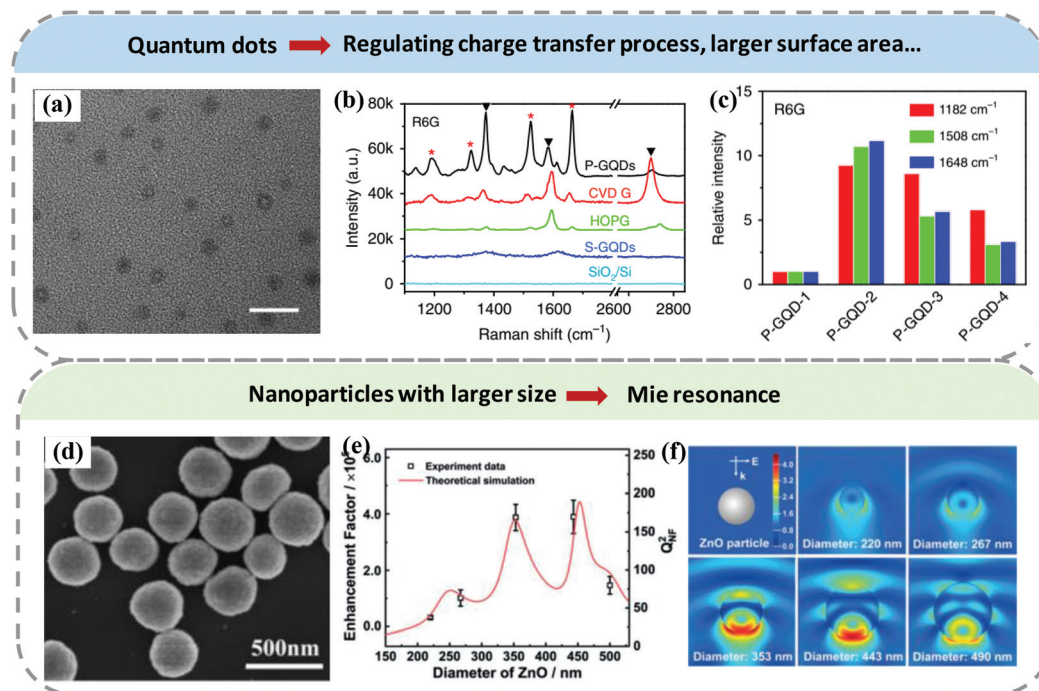 Quantum dots Regulating charge transfer process, larger surface area…
(a)
(b)
80k
60k
40k
20k
0
Intensity (a.u.)
R6G
*
*
*
*
P-GQDs
CVD G
HOPG
S-GQDs
SiO2/Si
1200 1400 1600 2600 2800
Raman shift (cm−1)
(c)
15
10
5
0
Relative intensity
R6G
1182 cm−1
1508 cm−1
1648 cm−1
P-GQD-1
P-GQD-2
P-GQD-3
P-GQD-4
Nanoparticles with larger size Mie resonance
(d)
500nm
(e)
Enhancement Factor / ×105
6.0
4.0
2.0
0.0
Experiment data
Theoretical simulation
250
200
150
100
50
0
Q2NF
150 200 250 300 350 400 450 500
Diameter of ZnO / nm
(f)
E
k
4.6
3.6
2.8
1.8
0.8
0.0
ZnO particle
Diameter: 220 nm
Diameter: 267 nm
Diameter: 353 nm
Diameter: 443 nm
Diameter: 490 nm